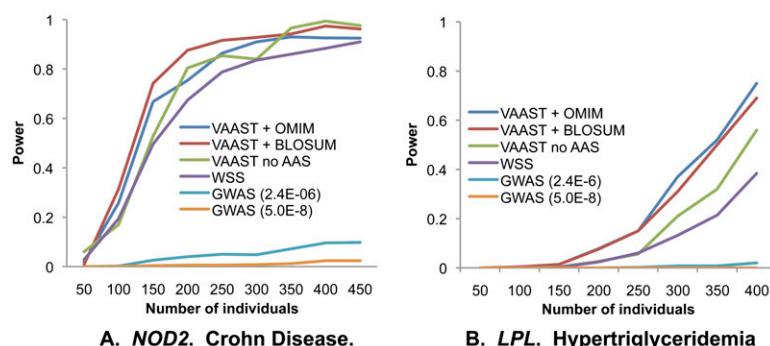 1
0.8
0.6
0.4
0.2
0
Power
VAAST + OMIM
VAAST + BLOSUM
VAAST no AAS
WSS
GWAS (2.4E-06)
GWAS (5.0E-8)
50 100 150 200 250 300 350 400 450
Number of individuals
A. NOD2. Crohn Disease.
1
0.8
0.6
0.4
0.2
0
Power
VAAST + OMIM
VAAST + BLOSUM
VAAST no AAS
WSS
GWAS (2.4E-6)
GWAS (5.0E-8)
50 100 150 200 250 300 350 400
Number of individuals
B. LPL. Hypertriglyceridemia